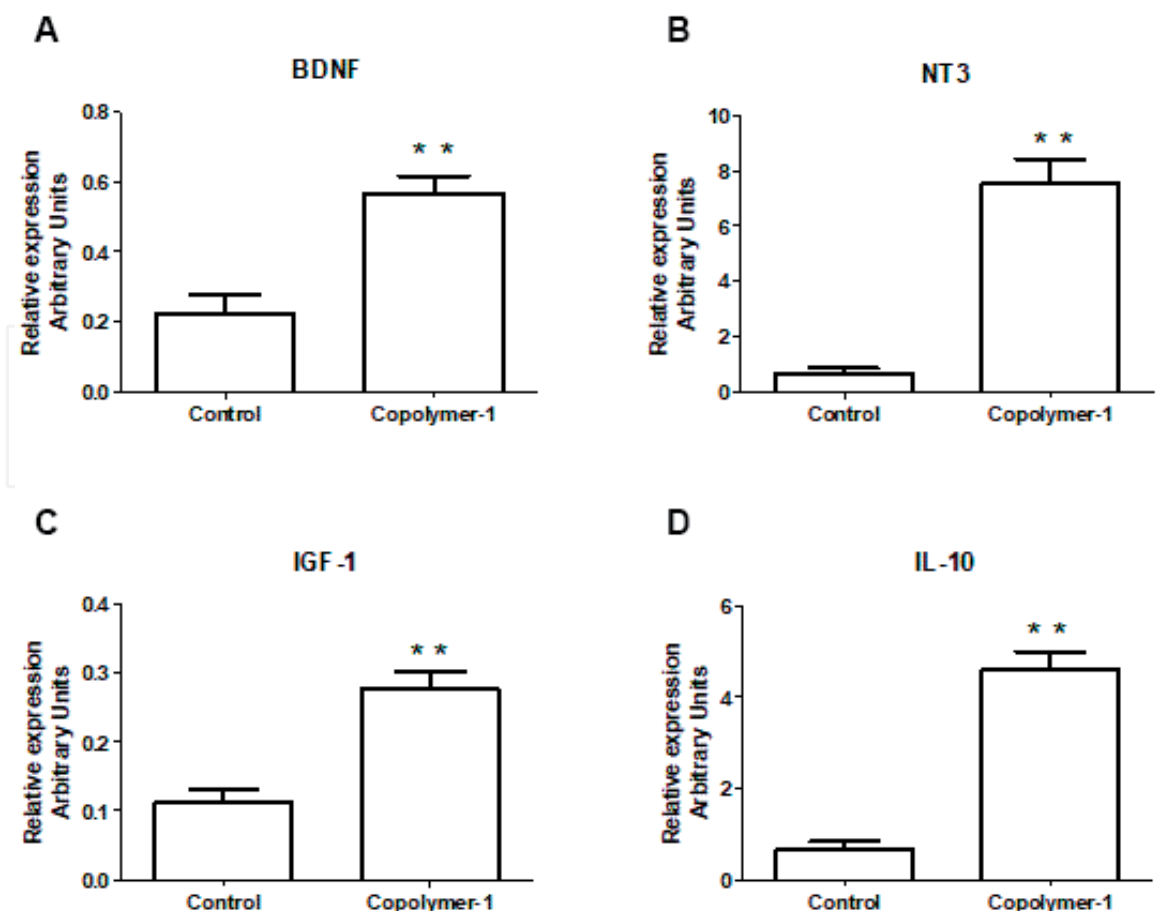 A
BDNF
Relative expression
Arbitrary Units
0.8
0.6
0.4
0.2
0.0
* *
Control Copolymer-1
B
NT3
Relative expression
Arbitrary Units
10
8
6
4
2
0
* *
Control Copolymer-1
C
IGF-1
Relative expression
Arbitrary Units
0.4
0.3
0.2
0.1
0.0
* *
Control Copolymer-1
D
IL-10
Relative expression
Arbitrary Units
6
4
2
0
* *
Control Copolymer-1